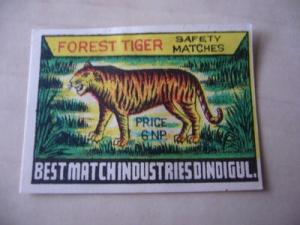 FOREST TIGER
SAFETY
MATCHES
PRICE
6 NP.
BEST MATCH INDUSTRIES DINDIGUL.